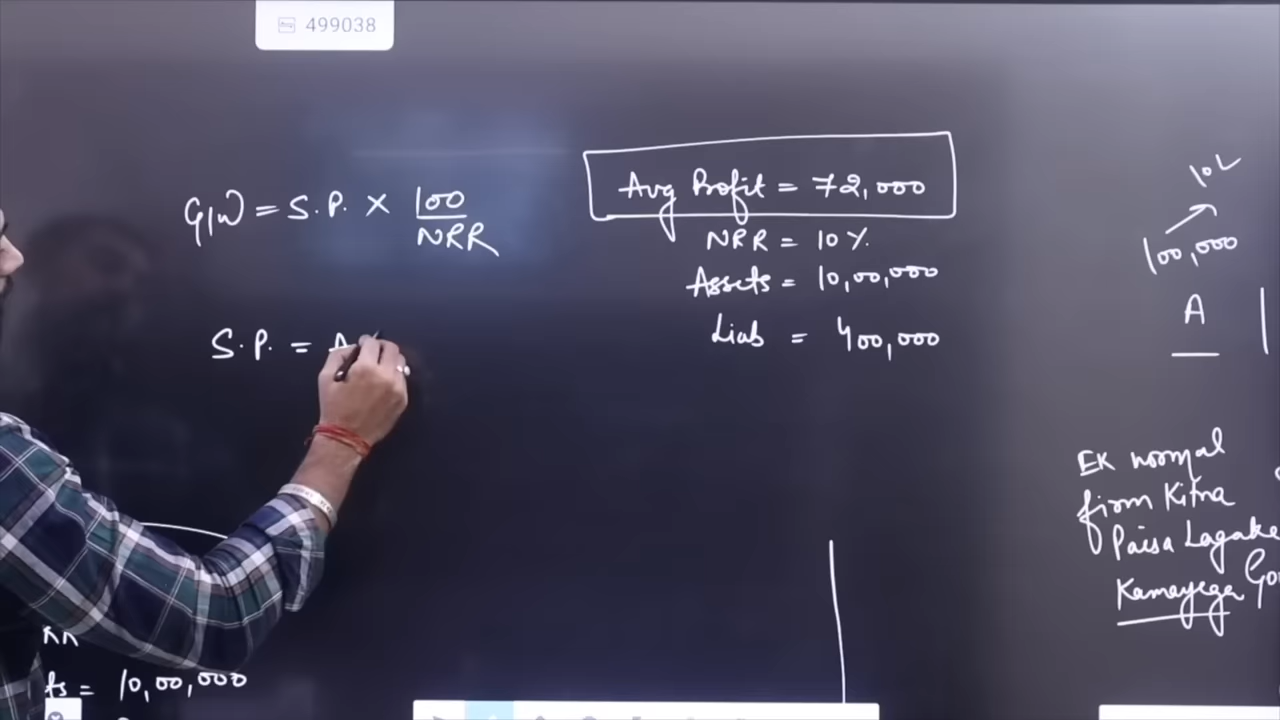 499038
G/W = S.P. × 100/NRR
S.P. = A
Avg Profit = 72,000
NRR = 10%
Assets = 10,00,000
Liab = 400,000
10L
100,000
A
EK normal
firm Kitna
Paisa Lagake
Kamayega
= 10,00,000